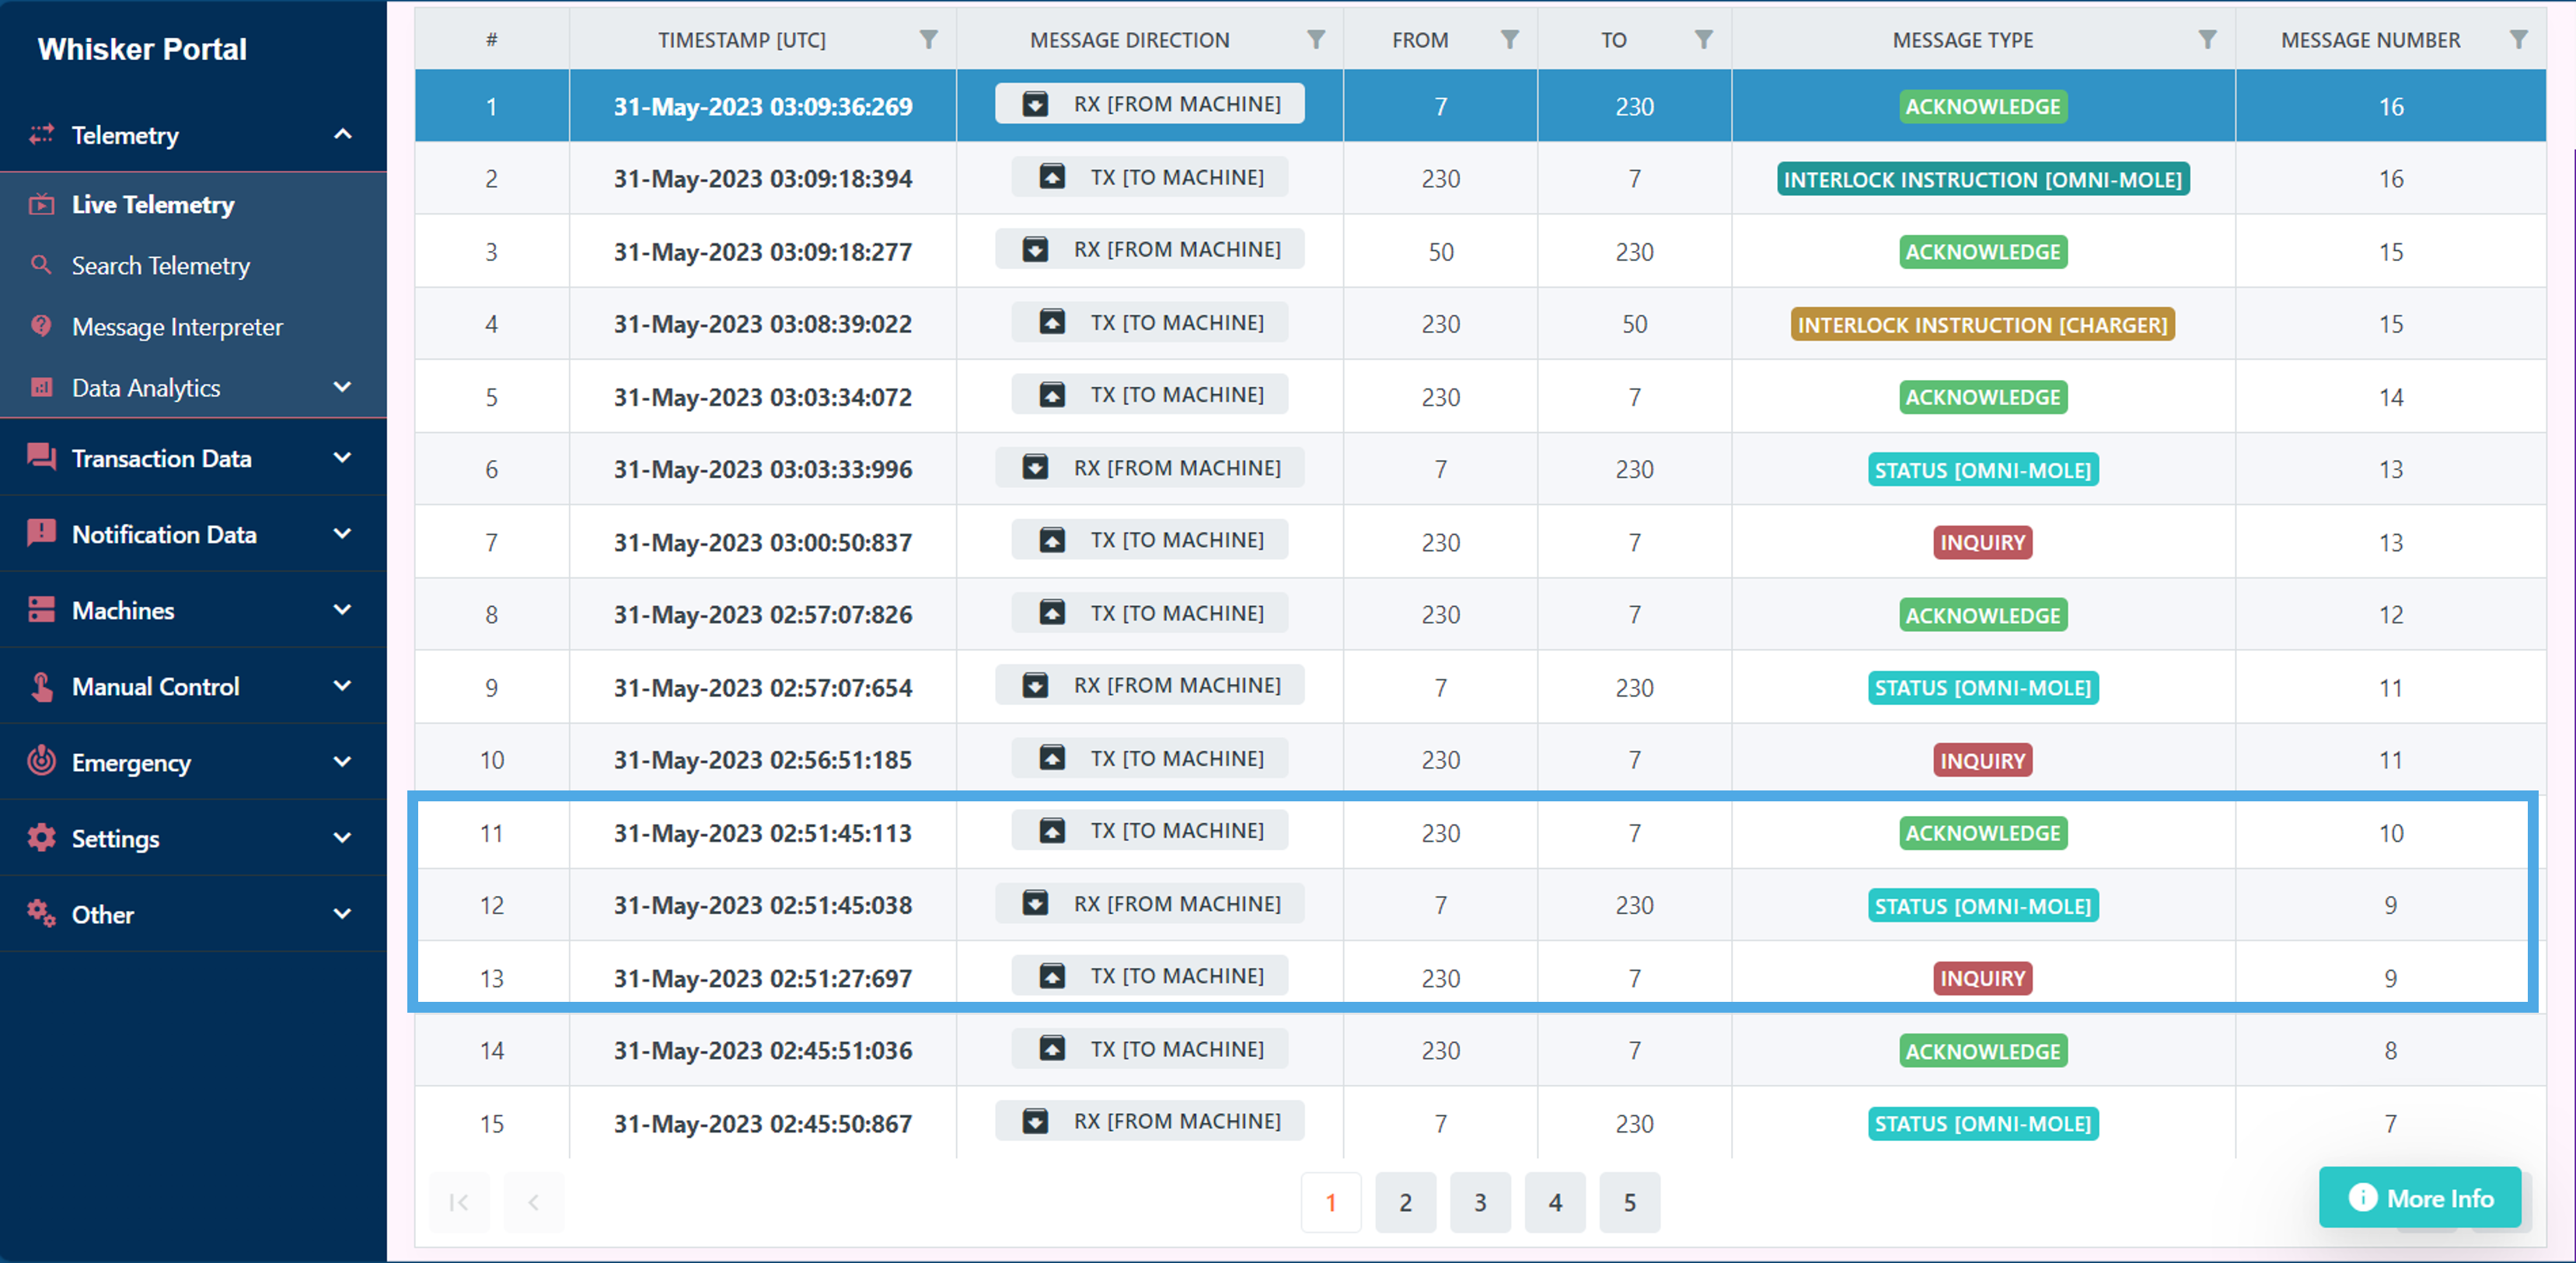 Whisker Portal
Telemetry
Live Telemetry
Search Telemetry
Message Interpreter
Data Analytics
Transaction Data
Notification Data
Machines
Manual Control
Emergency
Settings
Other
# TIMESTAMP [UTC] MESSAGE DIRECTION FROM TO MESSAGE TYPE MESSAGE NUMBER
1 31-May-2023 03:09:36:269 RX [FROM MACHINE] 7 230 ACKNOWLEDGE 16
2 31-May-2023 03:09:18:394 TX [TO MACHINE] 230 7 INTERLOCK INSTRUCTION [OMNI-MOLE] 16
3 31-May-2023 03:09:18:277 RX [FROM MACHINE] 50 230 ACKNOWLEDGE 15
4 31-May-2023 03:08:39:022 TX [TO MACHINE] 230 50 INTERLOCK INSTRUCTION [CHARGER] 15
5 31-May-2023 03:03:34:072 TX [TO MACHINE] 230 7 ACKNOWLEDGE 14
6 31-May-2023 03:03:33:996 RX [FROM MACHINE] 7 230 STATUS [OMNI-MOLE] 13
7 31-May-2023 03:00:50:837 TX [TO MACHINE] 230 7 INQUIRY 13
8 31-May-2023 02:57:07:826 TX [TO MACHINE] 230 7 ACKNOWLEDGE 12
9 31-May-2023 02:57:07:654 RX [FROM MACHINE] 7 230 STATUS [OMNI-MOLE] 11
10 31-May-2023 02:56:51:185 TX [TO MACHINE] 230 7 INQUIRY 11
11 31-May-2023 02:51:45:113 TX [TO MACHINE] 230 7 ACKNOWLEDGE 10
12 31-May-2023 02:51:45:038 RX [FROM MACHINE] 7 230 STATUS [OMNI-MOLE] 9
13 31-May-2023 02:51:27:697 TX [TO MACHINE] 230 7 INQUIRY 9
14 31-May-2023 02:45:51:036 TX [TO MACHINE] 230 7 ACKNOWLEDGE 8
15 31-May-2023 02:45:50:867 RX [FROM MACHINE] 7 230 STATUS [OMNI-MOLE] 7
1 2 3 4 5
More Info